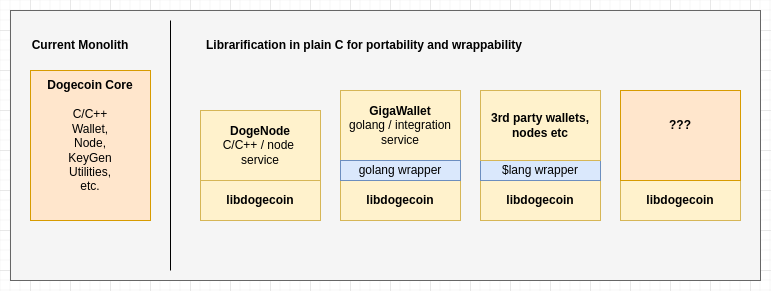 Current Monolith
Librarification in plain C for portability and wrappability
Dogecoin Core
C/C++
Wallet,
Node,
KeyGen
Utilities,
etc.
DogeNode
C/C++ / node
service
libdogecoin
GigaWallet
golang / integration
service
golang wrapper
libdogecoin
3rd party wallets,
nodes etc
$lang wrapper
libdogecoin
???
libdogecoin